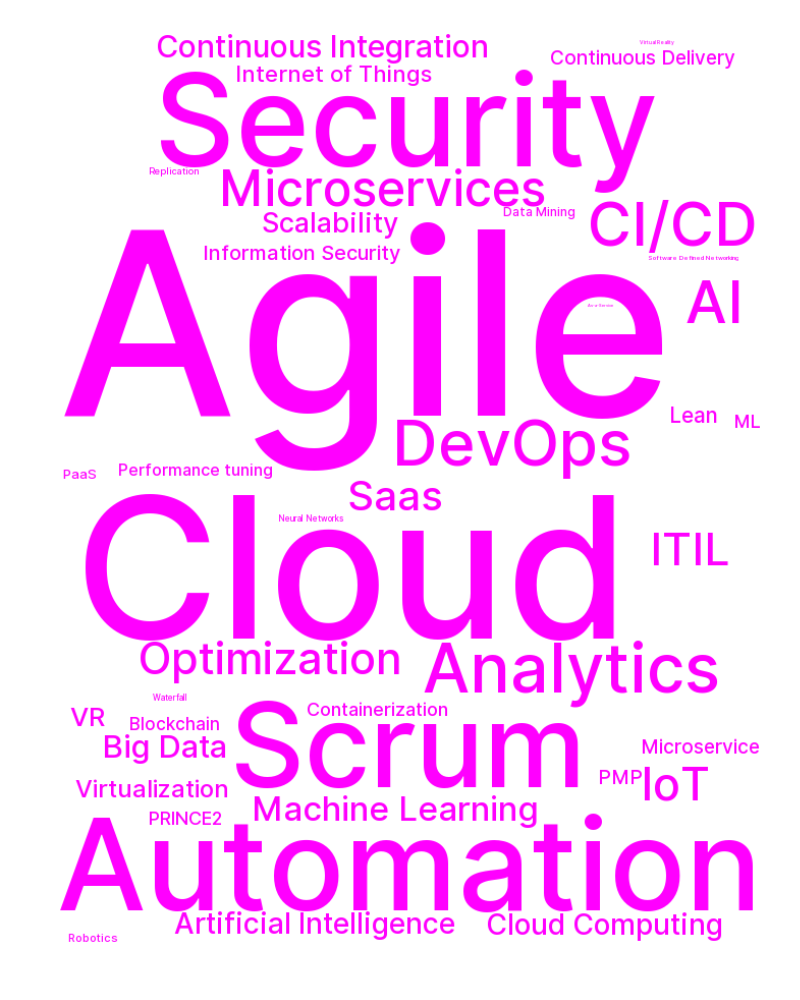 Continuous Integration
Virtual Reality
Continuous Delivery
Internet of Things
Security
Replication
Microservices
Data Mining
CI/CD
Scalability
Information Security
Software Defined Networking
Agile
AI
Lean
ML
DevOps
PaaS
Performance tuning
Saas
Neural Networks
Cloud
ITIL
Optimization
Analytics
Waterfall
VR
Containerization
Blockchain
Scrum
Big Data
Microservice
PMP
IoT
Virtualization
Machine Learning
PRINCE2
Automation
Artificial Intelligence
Cloud Computing
Robotics